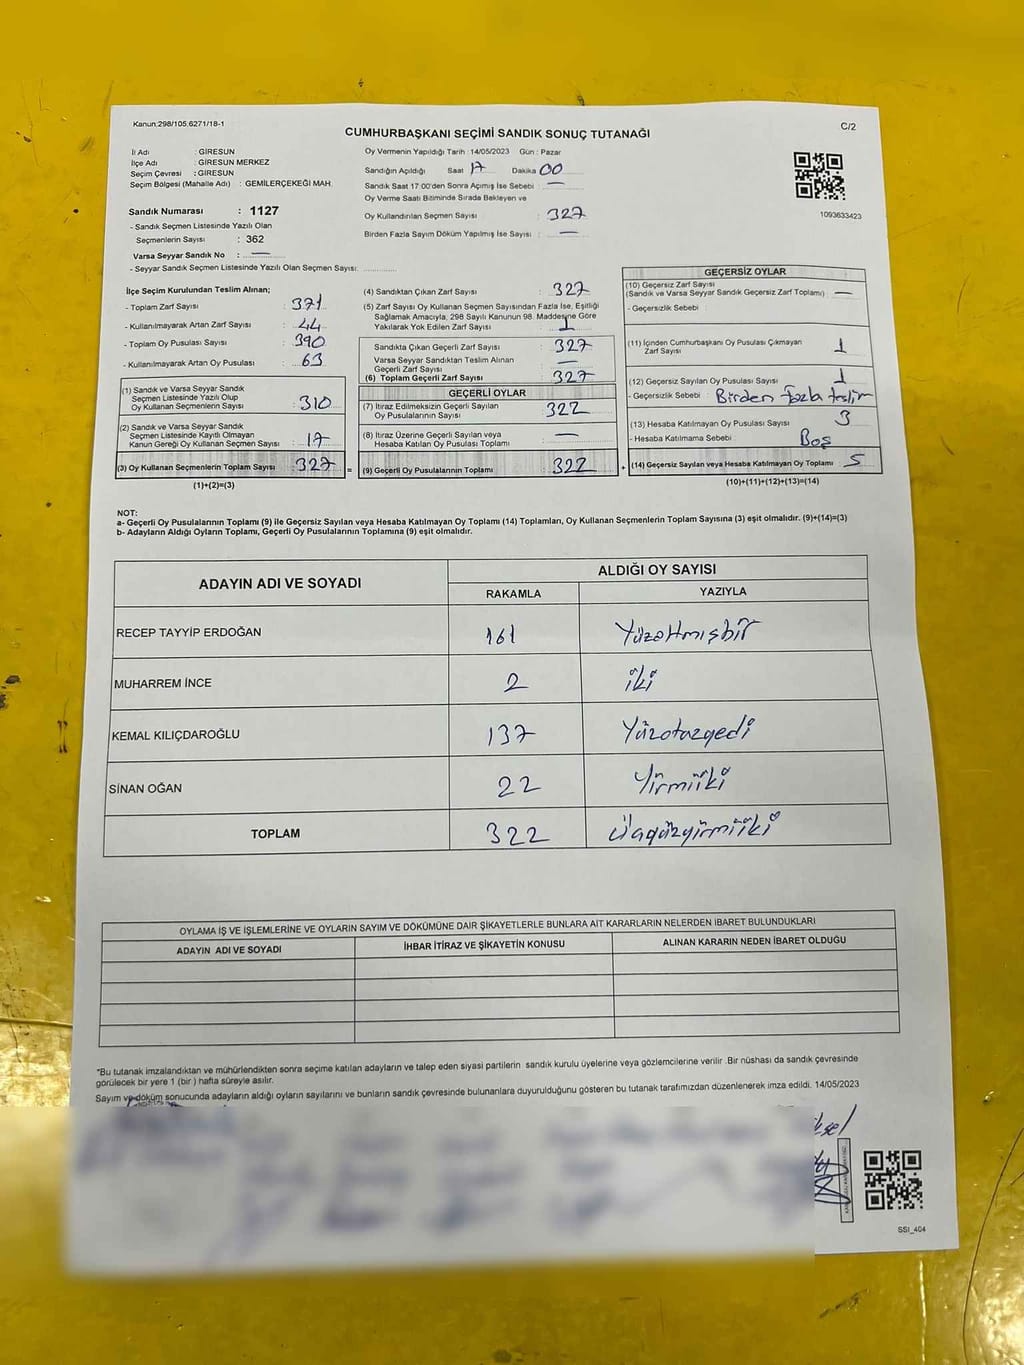 Kanun:298/105,6271/18-1
CUMHURBAŞKANI SEÇİMİ SANDIK SONUÇ TUTANAĞI
C/2
İl Adı : GİRESUN
İlçe Adı : GİRESUN MERKEZ
Seçim Çevresi : GİRESUN
Seçim Bölgesi (Mahalle Adı) : GEMİLERÇEKEĞİ MAH.
Sandık Numarası : 1127
- Sandık Seçmen Listesinde Yazılı Olan
Seçmenlerin Sayısı : 362
Varsa Seyyar Sandık No : —
- Seyyar Sandık Seçmen Listesinde Yazılı Olan Seçmen Sayısı: ............
Oy Vermenin Yapıldığı Tarih : 14/05/2023 Gün : Pazar
Sandığın Açıldığı Saat 17 Dakika 00
Sandık Saat 17:00'den Sonra Açımış İse Sebebi : —
Oy Verme Saati Bitiminde Sırada Bekleyen ve
Oy Kullandırılan Seçmen Sayısı : 327
Birden Fazla Sayım Döküm Yapılmış İse Sayısı : —
1093633423
İlçe Seçim Kurulundan Teslim Alınan;
- Toplam Zarf Sayısı : 371
- Kullanılmayarak Artan Zarf Sayısı : 44
- Toplam Oy Pusulası Sayısı : 390
- Kullanılmayarak Artan Oy Pusulası : 63
(1) Sandık ve Varsa Seyyar Sandık
Seçmen Listesinde Yazılı Olup
Oy Kullanan Seçmenlerin Sayısı : 310
(2) Sandık ve Varsa Seyyar Sandık
Seçmen Listesinde Kayıtlı Olmayan
Kanun Gereği Oy Kullanan Seçmen Sayısı : 17
(3) Oy Kullanan Seçmenlerin Toplam Sayısı : 327 =
(1)+(2)=(3)
(4) Sandıktan Çıkan Zarf Sayısı : 327
(5) Zarf Sayısı Oy Kullanan Seçmen Sayısından Fazla İse, Eşitliği
Sağlamak Amacıyla, 298 Sayılı Kanunun 98. Maddesine Göre
Yakılarak Yok Edilen Zarf Sayısı : 1
Sandıkta Çıkan Geçerli Zarf Sayısı : 327
Varsa Seyyar Sandıktan Teslim Alınan
Geçerli Zarf Sayısı : —
(6) Toplam Geçerli Zarf Sayısı : 327
GEÇERLİ OYLAR
(7) İtiraz Edilmeksizin Geçerli Sayılan
Oy Pusulalarının Sayısı : 322
(8) İtiraz Üzerine Geçerli Sayılan veya
Hesaba Katılan Oy Pusulası Toplamı : —
(9) Geçerli Oy Pusulalarının Toplamı : 322 +
GEÇERSİZ OYLAR
(10) Geçersiz Zarf Sayısı
(Sandık ve Varsa Seyyar Sandık Geçersiz Zarf Toplamı) : —
- Geçersizlik Sebebi :
(11) İçinden Cumhurbaşkanı Oy Pusulası Çıkmayan
Zarf Sayısı : 1
(12) Geçersiz Sayılan Oy Pusulası Sayısı : 1
- Geçersizlik Sebebi : Birden fazla
(13) Hesaba Katılmayan Oy Pusulası Sayısı : 3
- Hesaba Katılmama Sebebi : Boş
(14) Geçersiz Sayılan veya Hesaba Katılmayan Oy Toplamı : 5
(10)+(11)+(12)+(13)=(14)
NOT:
a- Geçerli Oy Pusulalarının Toplamı (9) ile Geçersiz Sayılan veya Hesaba Katılmayan Oy Toplamı (14) Toplamları, Oy Kullanan Seçmenlerin Toplam Sayısına (3) eşit olmalıdır. (9)+(14)=(3)
b- Adayların Aldığı Oyların Toplamı, Geçerli Oy Pusulalarının Toplamına (9) eşit olmalıdır.
ADAYIN ADI VE SOYADI
ALDIĞI OY SAYISI
RAKAMLA YAZIYLA
RECEP TAYYİP ERDOĞAN 161 Yüzaltmışbir
MUHARREM İNCE 2 iki
KEMAL KILIÇDAROĞLU 137 Yüzotuzyedi
SİNAN OĞAN 22 Yirmiiki
TOPLAM 322 üçyüzyirmiiki
OYLAMA İŞ VE İŞLEMLERİNE VE OYLARIN SAYIM VE DÖKÜMÜNE DAİR ŞİKAYETLERLE BUNLARA AİT KARARLARIN NELERDEN İBARET BULUNDUKLARI
ADAYIN ADI VE SOYADI İHBAR İTİRAZ VE ŞİKAYETİN KONUSU ALINAN KARARIN NEDEN İBARET OLDUĞU
*Bu tutanak imzalandıktan ve mühürlendikten sonra seçime katılan adayların ve talep eden siyasi partilerin sandık kurulu üyelerine veya gözlemcilerine verilir .Bir nüshası da sandık çevresinde
görülecek bir yere 1 (bir ) hafta süreyle asılır.
Sayım ve döküm sonucunda adayların aldığı oyların sayılarını ve bunların sandık çevresinde bulunanlara duyurulduğunu gösteren bu tutanak tarafımızdan düzenlenerek imza edildi. 14/05/2023
SSI_404